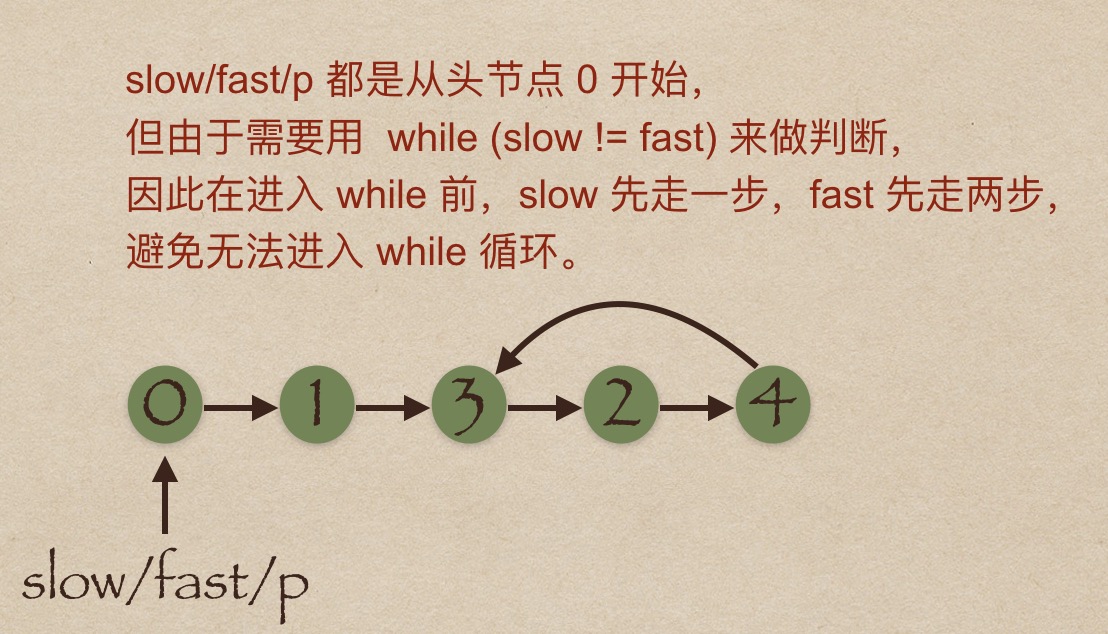 slow/fast/p 都是从头节点 0 开始，
但由于需要用 while (slow != fast) 来做判断，
因此在进入 while 前，slow 先走一步，fast 先走两步，
避免无法进入 while 循环。
0 1 3 2 4
slow/fast/p